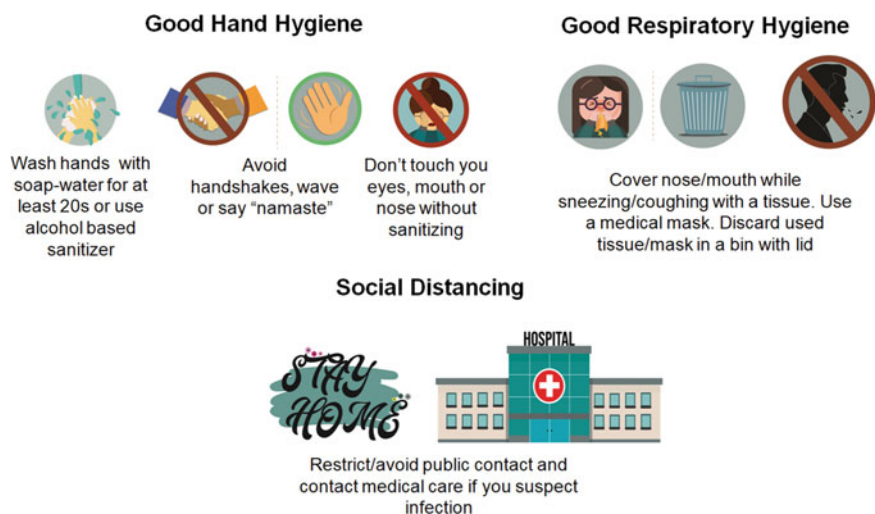 Good Hand Hygiene
Wash hands with
soap-water for at
least 20s or use
alcohol based
sanitizer
Avoid
handshakes, wave
or say “namaste”
Don’t touch you
eyes, mouth or
nose without
sanitizing
Good Respiratory Hygiene
Cover nose/mouth while
sneezing/coughing with a tissue. Use
a medical mask. Discard used
tissue/mask in a bin with lid
Social Distancing
STAY
HOME
HOSPITAL
Restrict/avoid public contact and
contact medical care if you suspect
infection